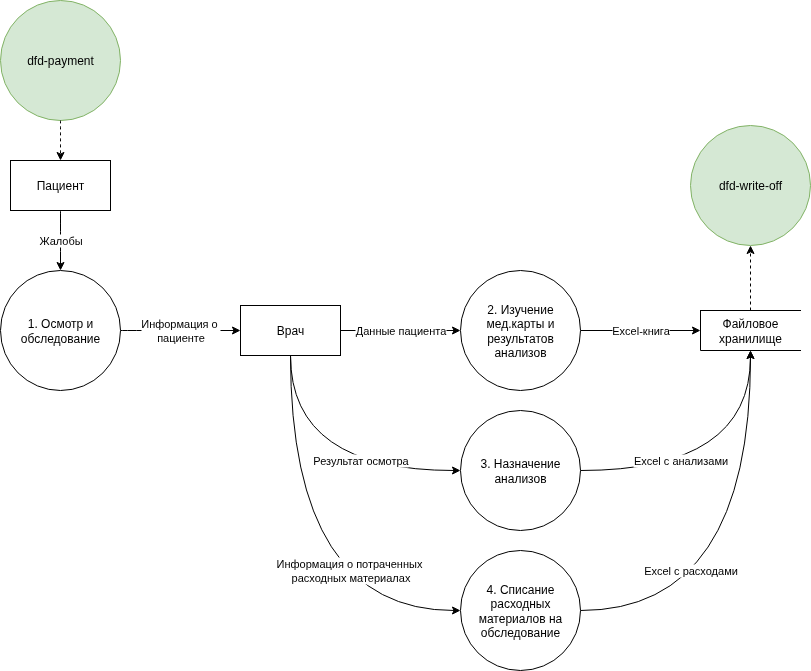 dfd-payment
Пациент
Жалобы
1. Осмотр и
обследование
Информация о
пациенте
Врач
Данные пациента
2. Изучение
мед.карты и
результатов
анализов
Excel-книга
Файловое
хранилище
dfd-write-off
Результат осмотра
3. Назначение
анализов
Excel с анализами
Информация о потраченных
расходных материалах
4. Списание
расходных
материалов на
обследование
Excel с расходами